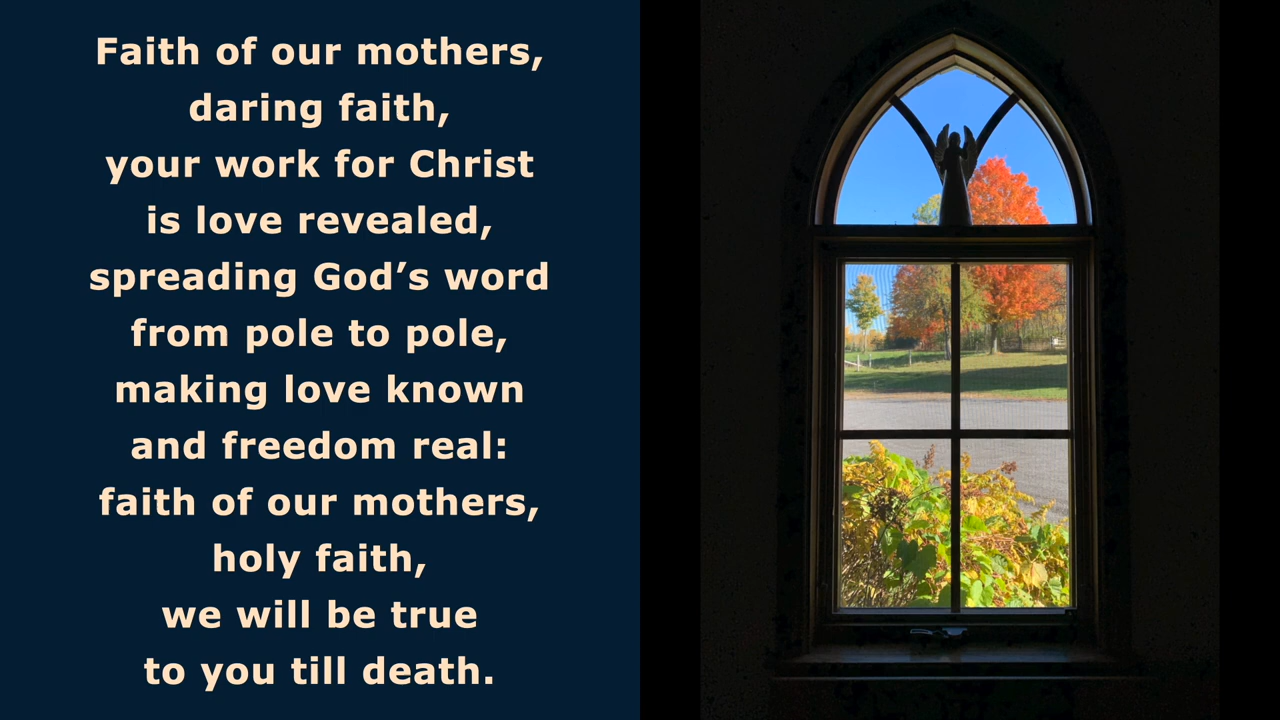 Faith of our mothers,
daring faith,
your work for Christ
is love revealed,
spreading God’s word
from pole to pole,
making love known
and freedom real:
faith of our mothers,
holy faith,
we will be true
to you till death.